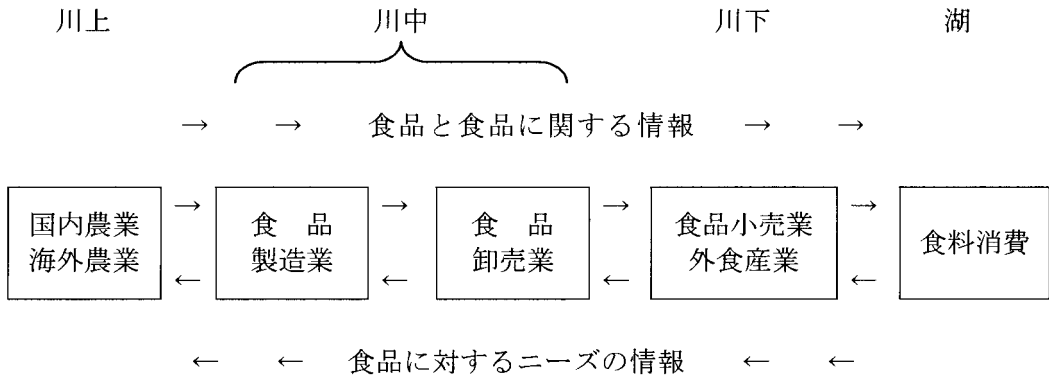 川上 川中 川下 湖
→ → 食品と食品に関する情報 → →
国内農業 → 食品 → 食品 → 食品小売業 → 食料消費
海外農業 ← 製造業 ← 卸売業 ← 外食産業 ←
← ← 食品に対するニーズの情報 ← ←